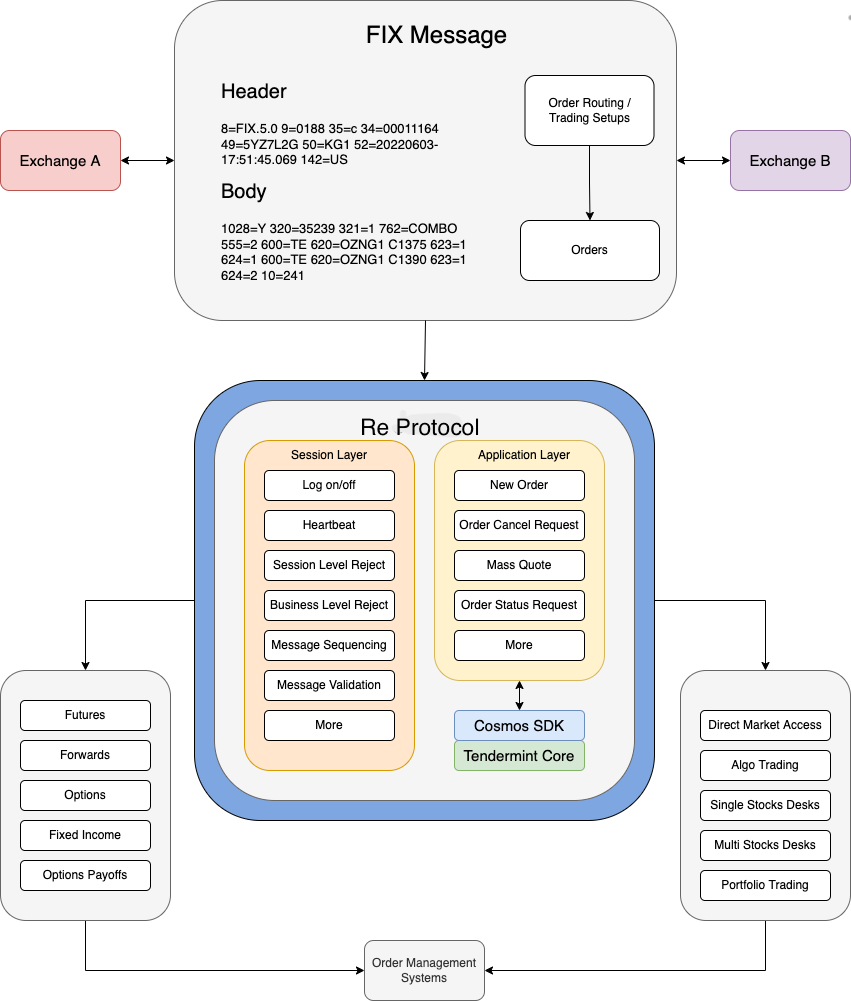 FIX Message
Header
8=FIX.5.0 9=0188 35=c 34=00011164
49=5YZ7L2G 50=KG1 52=20220603-
17:51:45.069 142=US
Body
1028=Y 320=35239 321=1 762=COMBO
555=2 600=TE 620=OZNG1 C1375 623=1
624=1 600=TE 620=OZNG1 C1390 623=1
624=2 10=241
Order Routing /
Trading Setups
Orders
Exchange A
Exchange B
Re Protocol
Session Layer
Log on/off
Heartbeat
Session Level Reject
Business Level Reject
Message Sequencing
Message Validation
More
Application Layer
New Order
Order Cancel Request
Mass Quote
Order Status Request
More
Cosmos SDK
Tendermint Core
Futures
Forwards
Options
Fixed Income
Options Payoffs
Direct Market Access
Algo Trading
Single Stocks Desks
Multi Stocks Desks
Portfolio Trading
Order Management
Systems